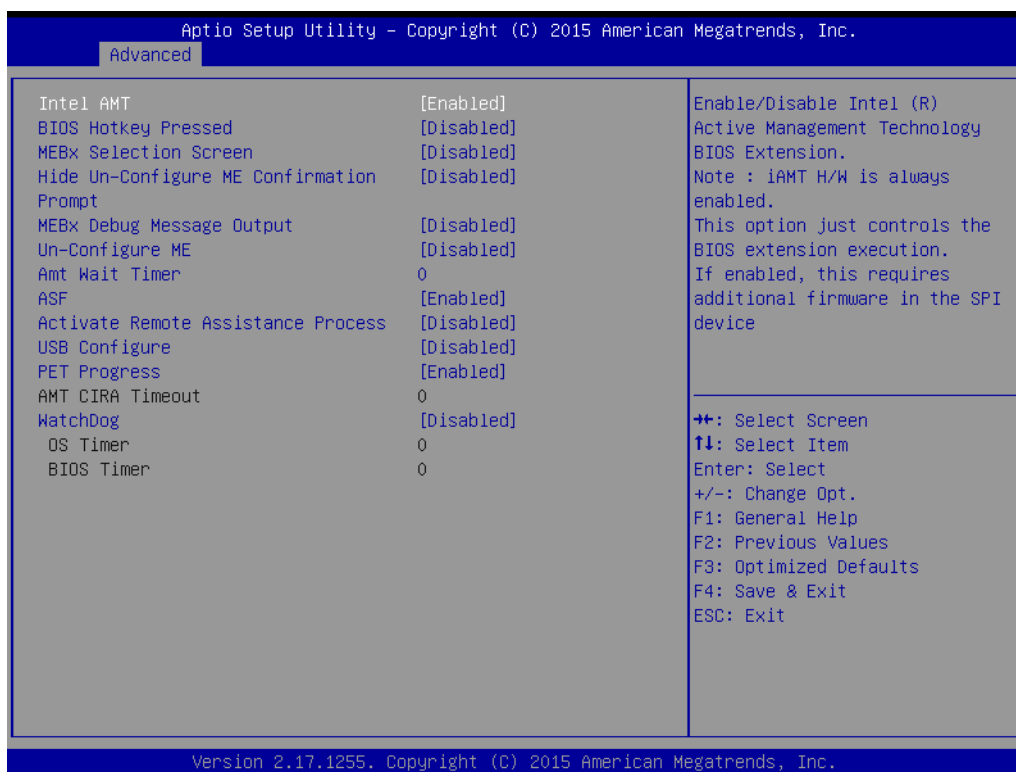 Aptio Setup Utility – Copyright (C) 2015 American Megatrends, Inc.
Advanced
Intel AMT [Enabled]
BIOS Hotkey Pressed [Disabled]
MEBx Selection Screen [Disabled]
Hide Un-Configure ME Confirmation [Disabled]
Prompt
MEBx Debug Message Output [Disabled]
Un-Configure ME [Disabled]
Amt Wait Timer 0
ASF [Enabled]
Activate Remote Assistance Process [Disabled]
USB Configure [Disabled]
PET Progress [Enabled]
AMT CIRA Timeout 0
WatchDog [Disabled]
OS Timer 0
BIOS Timer 0
Enable/Disable Intel (R)
Active Management Technology
BIOS Extension.
Note : iAMT H/W is always
enabled.
This option just controls the
BIOS extension execution.
If enabled, this requires
additional firmware in the SPI
device
→←: Select Screen
↑↓: Select Item
Enter: Select
+/-: Change Opt.
F1: General Help
F2: Previous Values
F3: Optimized Defaults
F4: Save & Exit
ESC: Exit
Version 2.17.1255. Copyright (C) 2015 American Megatrends, Inc.